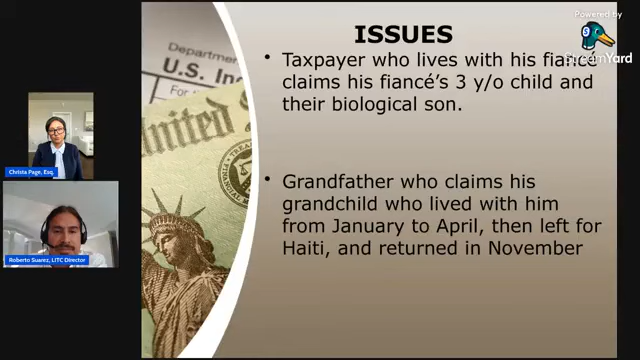 Powered by
StreamYard
ISSUES
• Taxpayer who lives with his fiancé
claims his fiancé's 3 y/o child and
their biological son.
• Grandfather who claims his
grandchild who lived with him
from January to April, then left for
Haiti, and returned in November
Department
U.S. In
For
United S
Christa Page, Esq.
Roberto Suarez, LITC Director